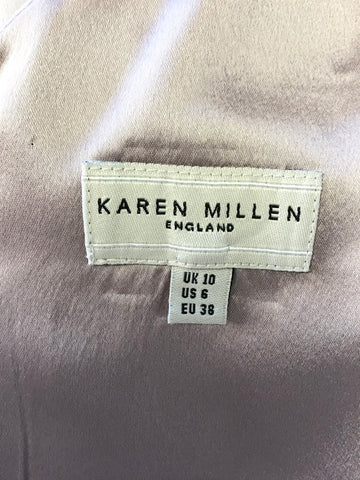 KAREN MILLEN
ENGLAND
UK 10
US 6
EU 38